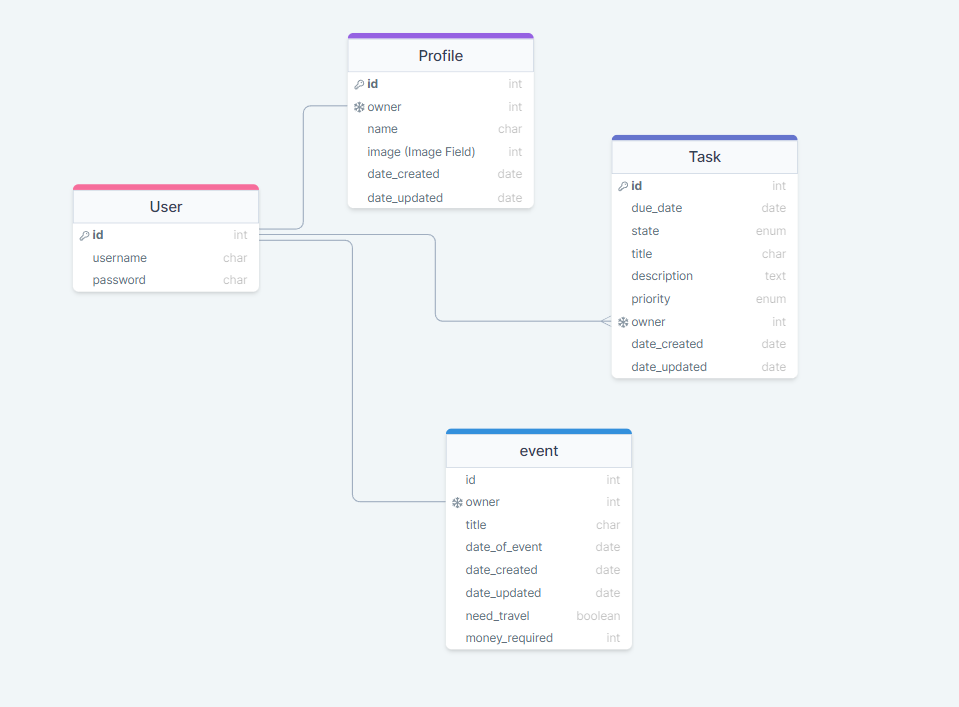 Profile
id int
owner int
name char
image (Image Field) int
date_created date
date_updated date
Task
id int
due_date date
state enum
title char
description text
priority enum
owner int
date_created date
date_updated date
User
id int
username char
password char
event
id int
owner int
title char
date_of_event date
date_created date
date_updated date
need_travel boolean
money_required int